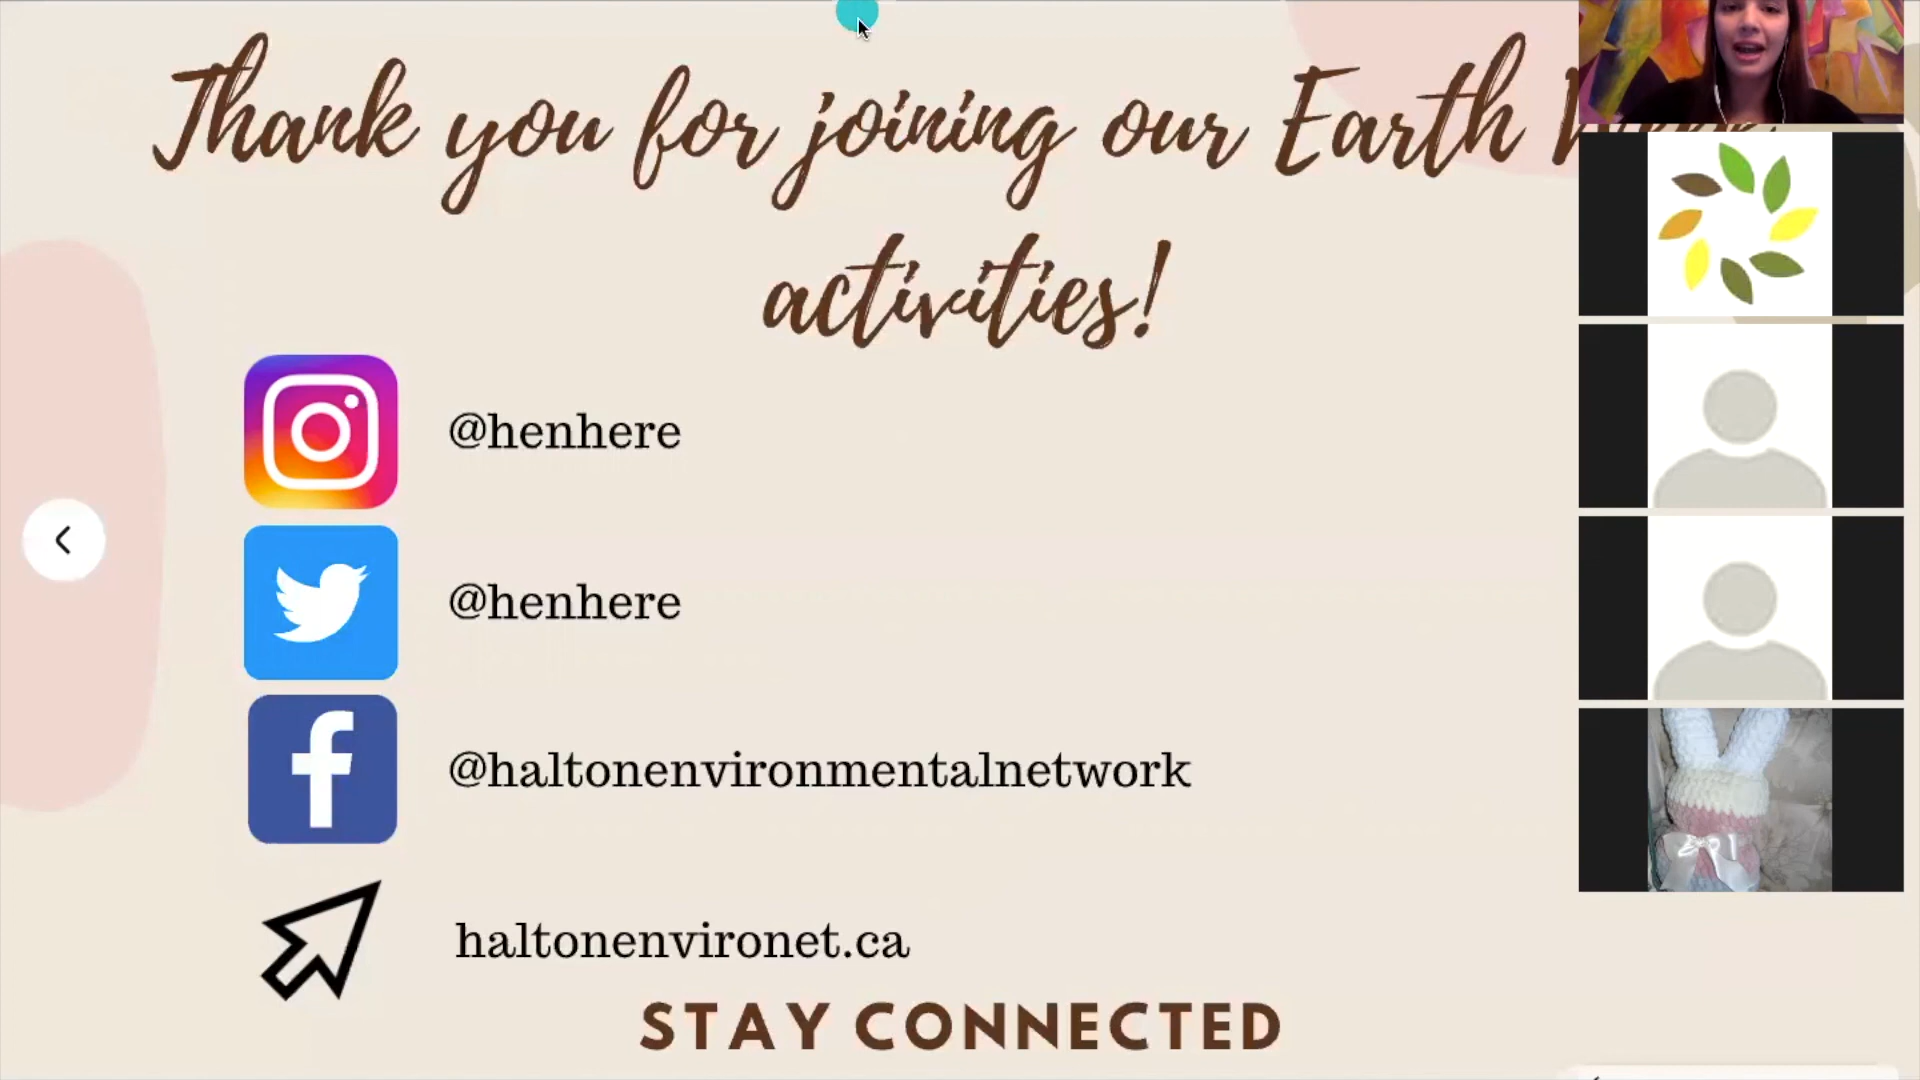 Thank you for joining our Earth
activities!
@henhere
@henhere
@haltonenvironmentalnetwork
haltonenvironet.ca
STAY CONNECTED